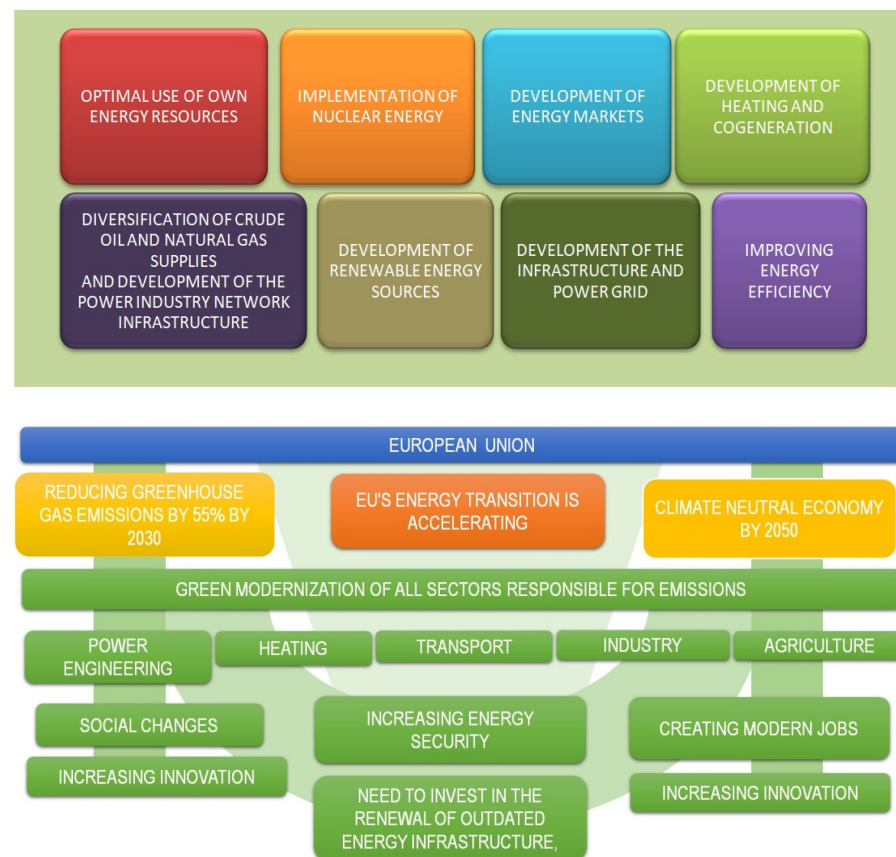 OPTIMAL USE OF OWN
ENERGY RESOURCES
IMPLEMENTATION OF
NUCLEAR ENERGY
DEVELOPMENT OF
ENERGY MARKETS
DEVELOPMENT OF
HEATING AND
COGENERATION
DIVERSIFICATION OF CRUDE
OIL AND NATURAL GAS
SUPPLIES
AND DEVELOPMENT OF THE
POWER INDUSTRY NETWORK
INFRASTRUCTURE
DEVELOPMENT OF
RENEWABLE ENERGY
SOURCES
DEVELOPMENT OF THE
INFRASTRUCTURE AND
POWER GRID
IMPROVING
ENERGY
EFFICIENCY
EUROPEAN UNION
REDUCING GREENHOUSE
GAS EMISSIONS BY 55% BY
2030
EU'S ENERGY TRANSITION IS
ACCELERATING
CLIMATE NEUTRAL ECONOMY
BY 2050
GREEN MODERNIZATION OF ALL SECTORS RESPONSIBLE FOR EMISSIONS
POWER
ENGINEERING
HEATING
TRANSPORT
INDUSTRY
AGRICULTURE
SOCIAL CHANGES
INCREASING ENERGY
SECURITY
CREATING MODERN JOBS
INCREASING INNOVATION
NEED TO INVEST IN THE
RENEWAL OF OUTDATED
ENERGY INFRASTRUCTURE,
INCREASING INNOVATION